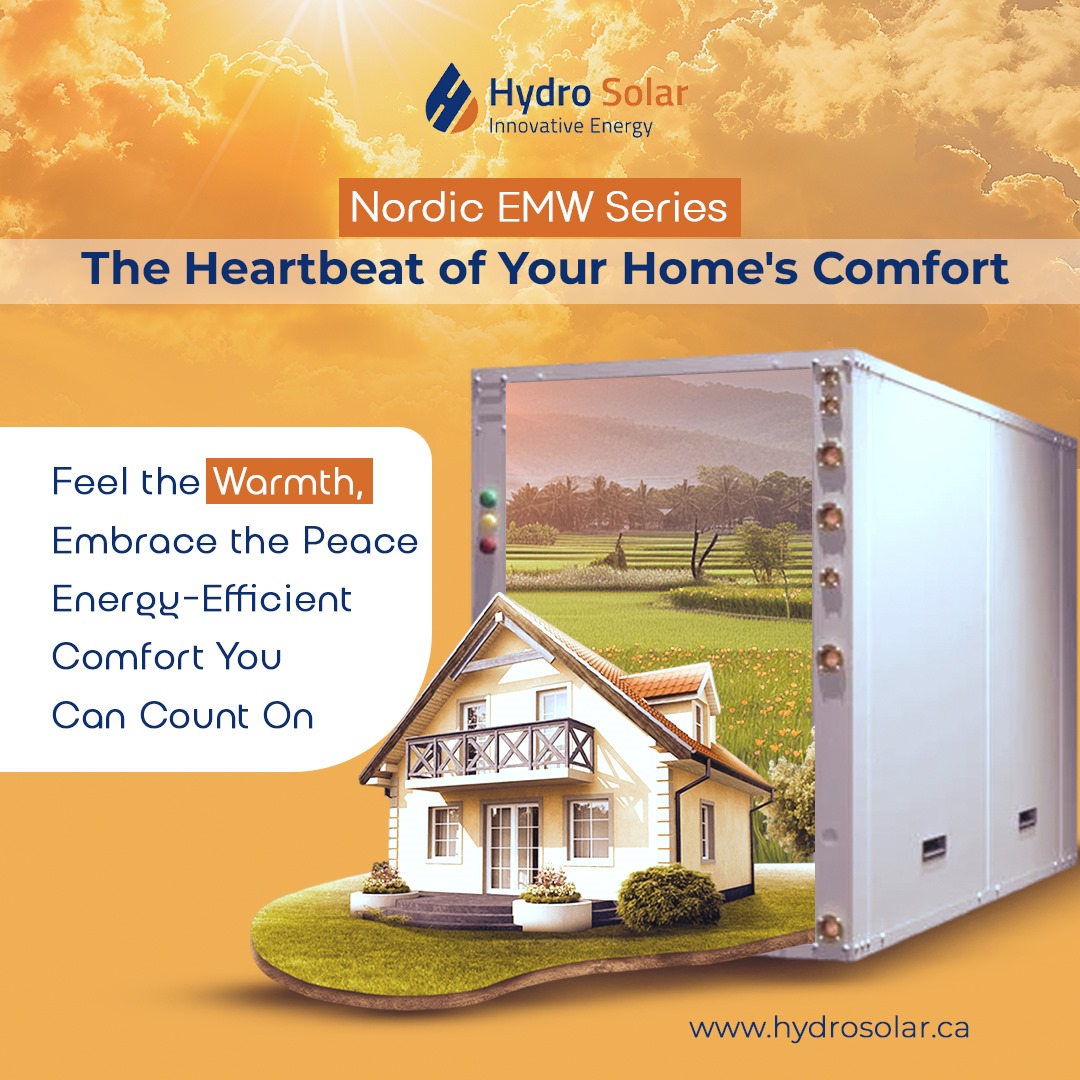 Hydro Solar
Innovative Energy
Nordic EMW Series
The Heartbeat of Your Home's Comfort
Feel the Warmth,
Embrace the Peace
Energy-Efficient
Comfort You
Can Count On
www.hydrosolar.ca